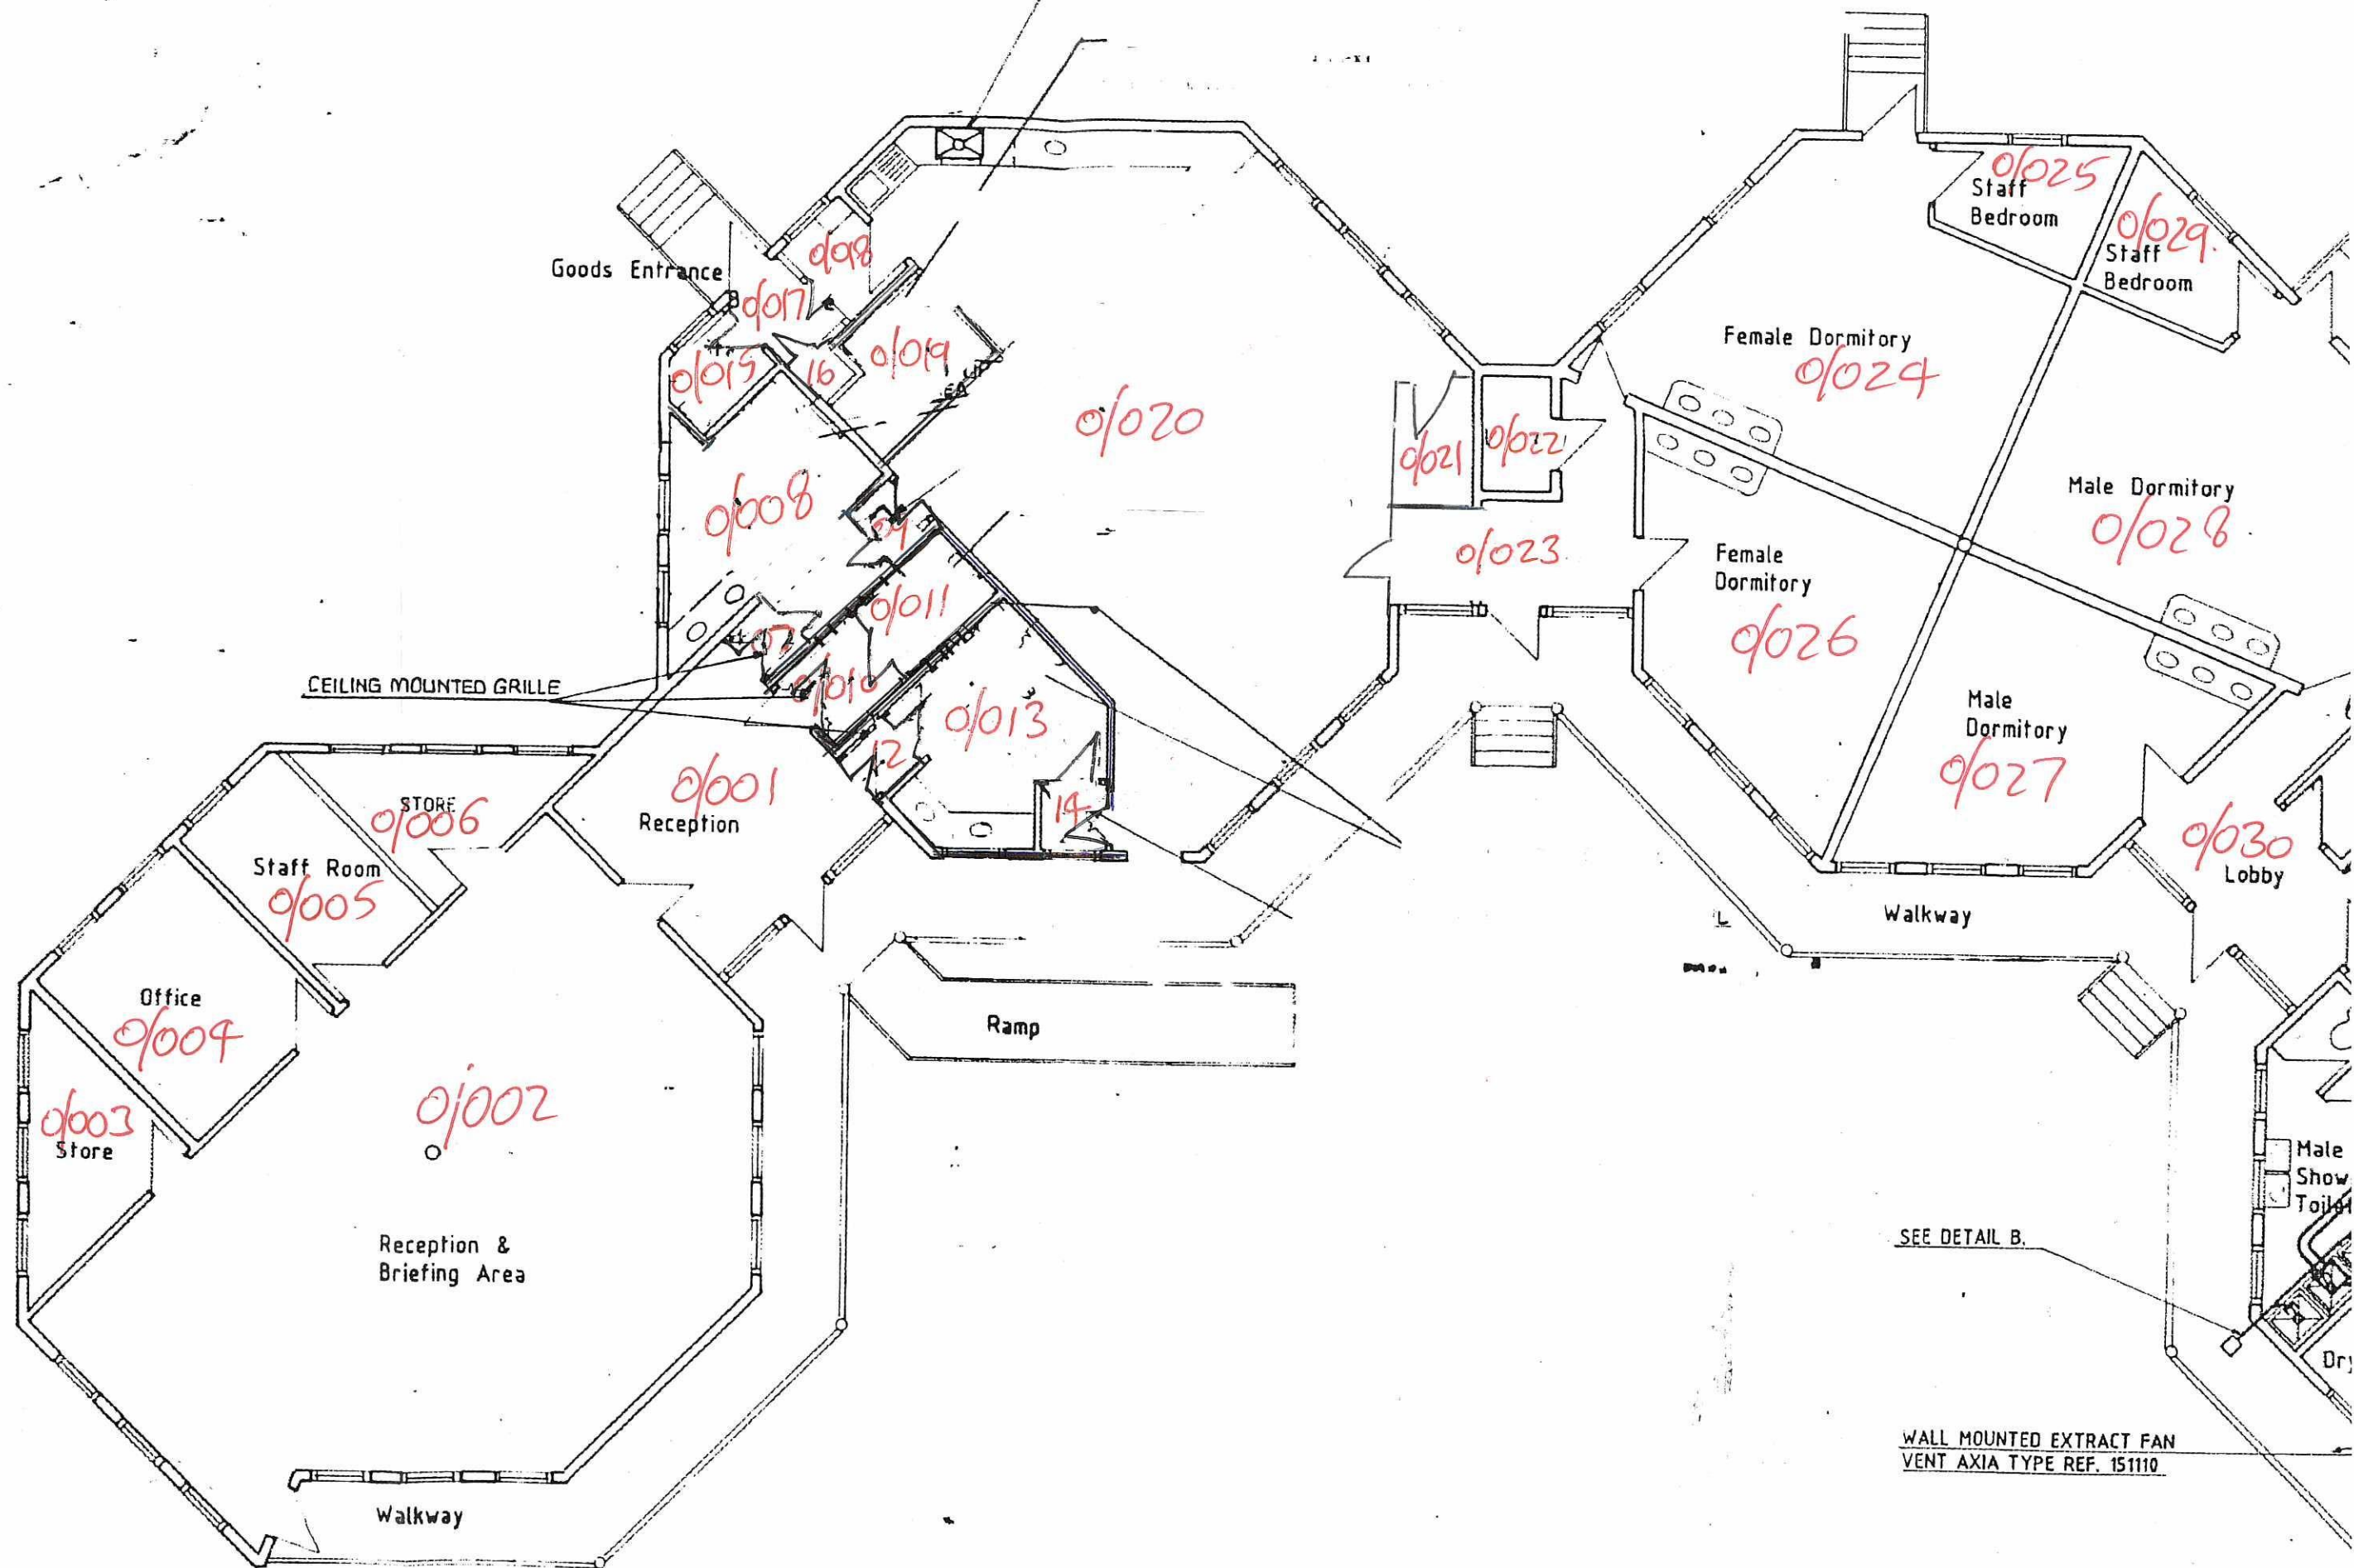 0/025
Staff
Bedroom
0/029.
Staff
Bedroom
0/018
Goods Entrance
0/017
0/019
0/015
16
Female Dormitory
0/024
0/020
0/021
0/022
0/008
09
Male Dormitory
0/028
0/023
Female
Dormitory
0/026
0/011
07
0/010
CEILING MOUNTED GRILLE
0/013
12
Male
Dormitory
0/027
0/001
Reception
14
STORE
0/006
Staff Room
0/005
0/030
Lobby
Walkway
Office
0/004
Ramp
0/002
0/003
Store
Male
Show
Reception &
Briefing Area
SEE DETAIL B.
WALL MOUNTED EXTRACT FAN
VENT AXIA TYPE REF. 151110
Walkway